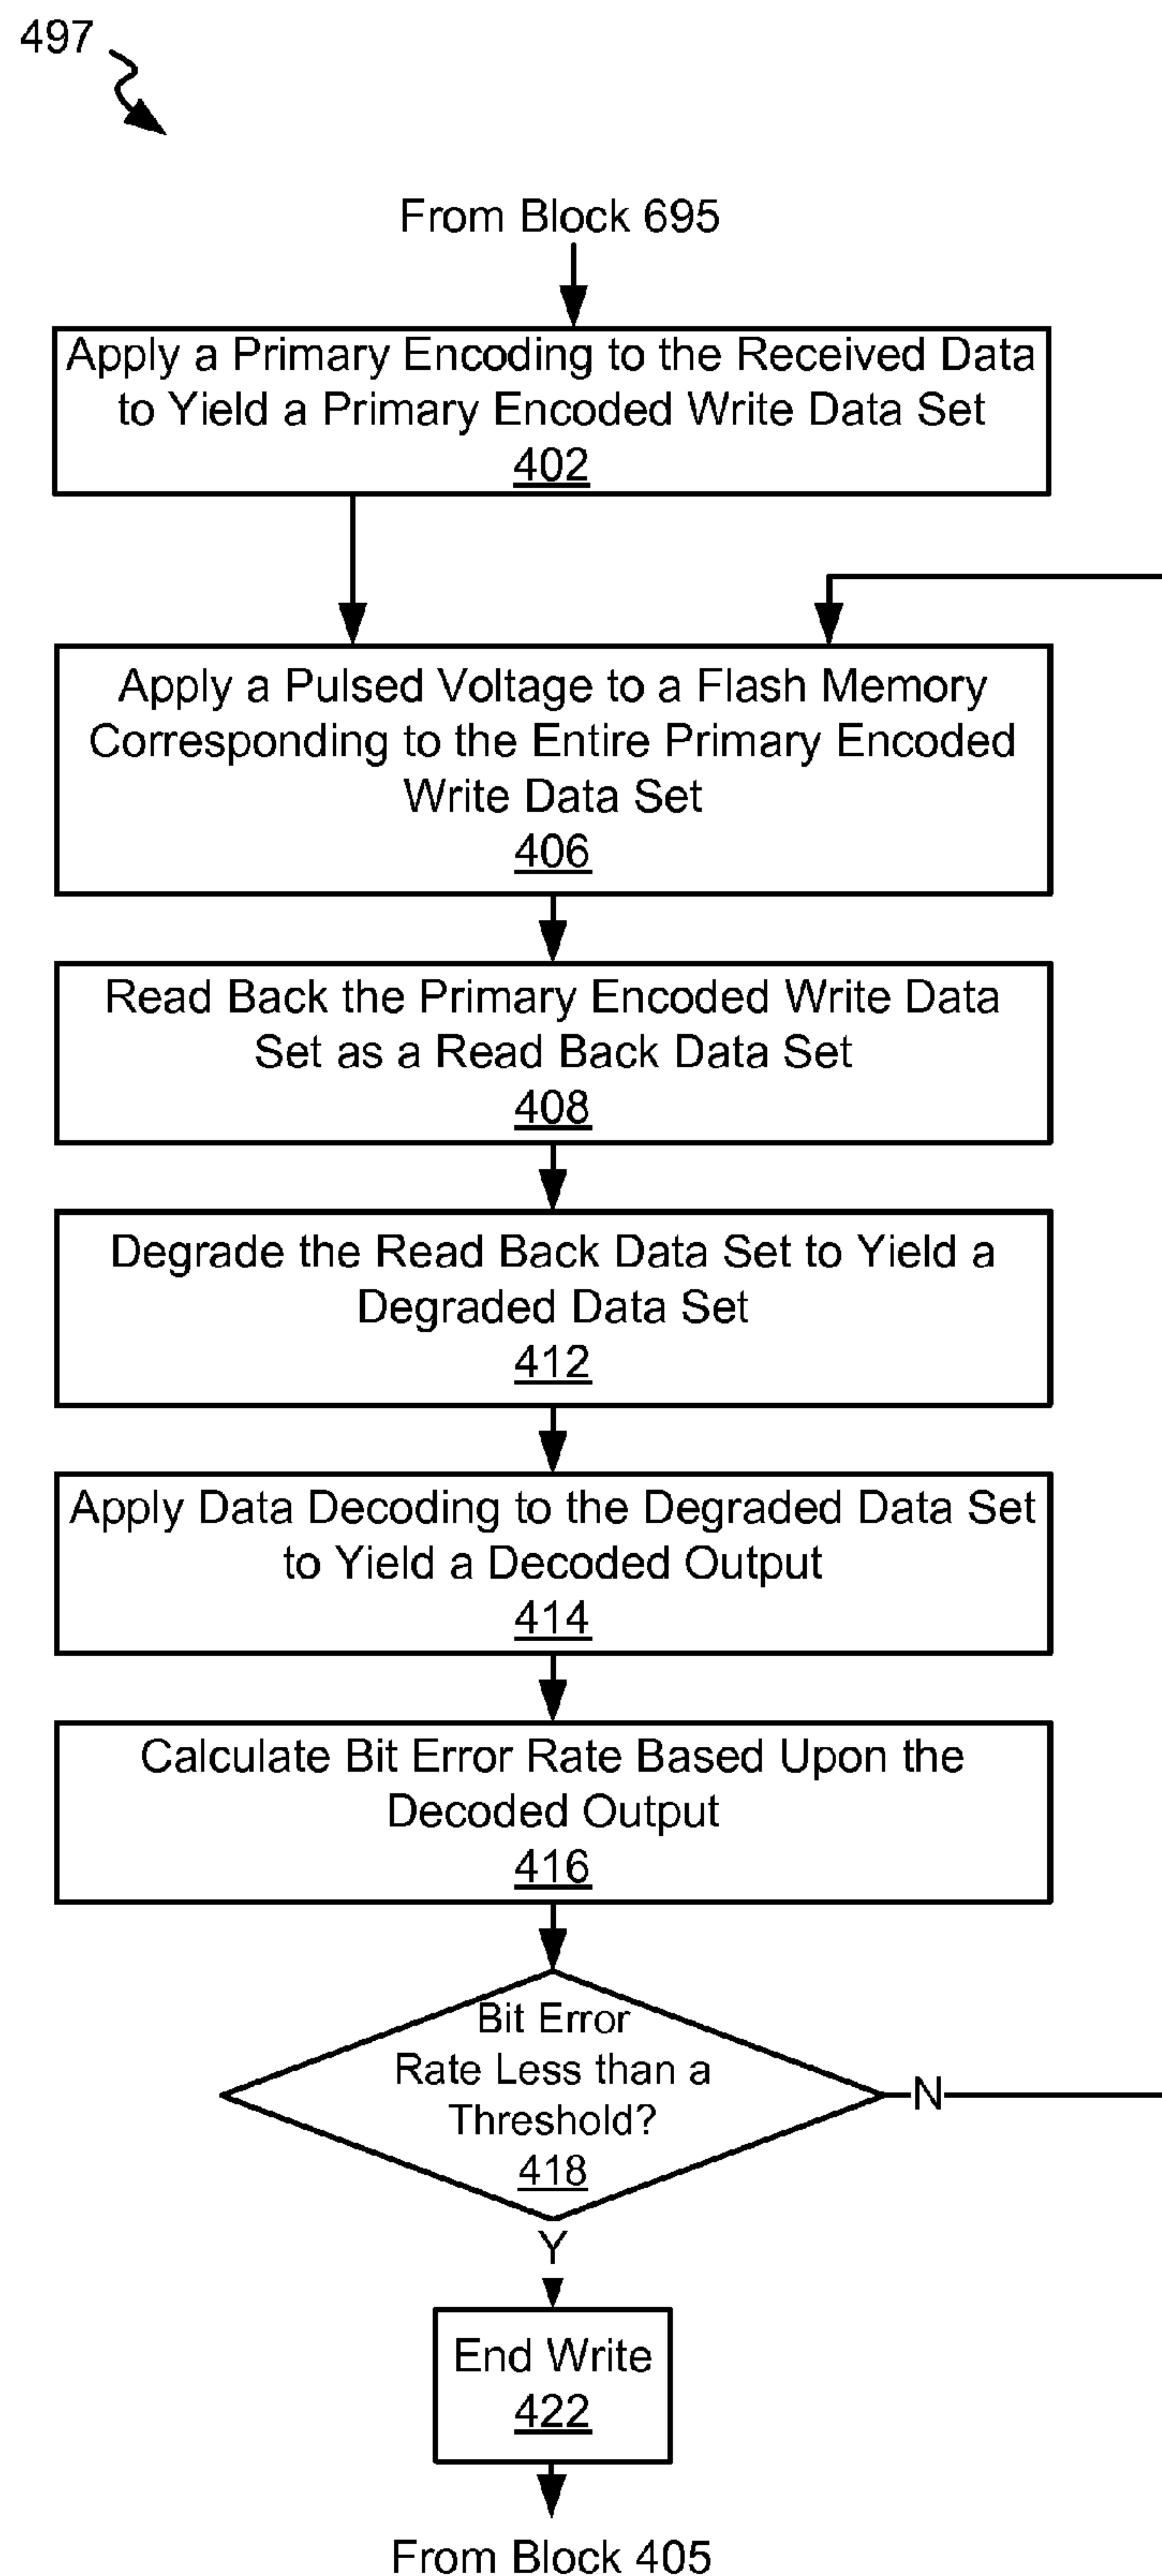 497
From Block 695
Apply a Primary Encoding to the Received Data
to Yield a Primary Encoded Write Data Set
402
Apply a Pulsed Voltage to a Flash Memory
Corresponding to the Entire Primary Encoded
Write Data Set
406
Read Back the Primary Encoded Write Data
Set as a Read Back Data Set
408
Degrade the Read Back Data Set to Yield a
Degraded Data Set
412
Apply Data Decoding to the Degraded Data Set
to Yield a Decoded Output
414
Calculate Bit Error Rate Based Upon the
Decoded Output
416
Bit Error
Rate Less than a
Threshold?
418
N
Y
End Write
422
From Block 405